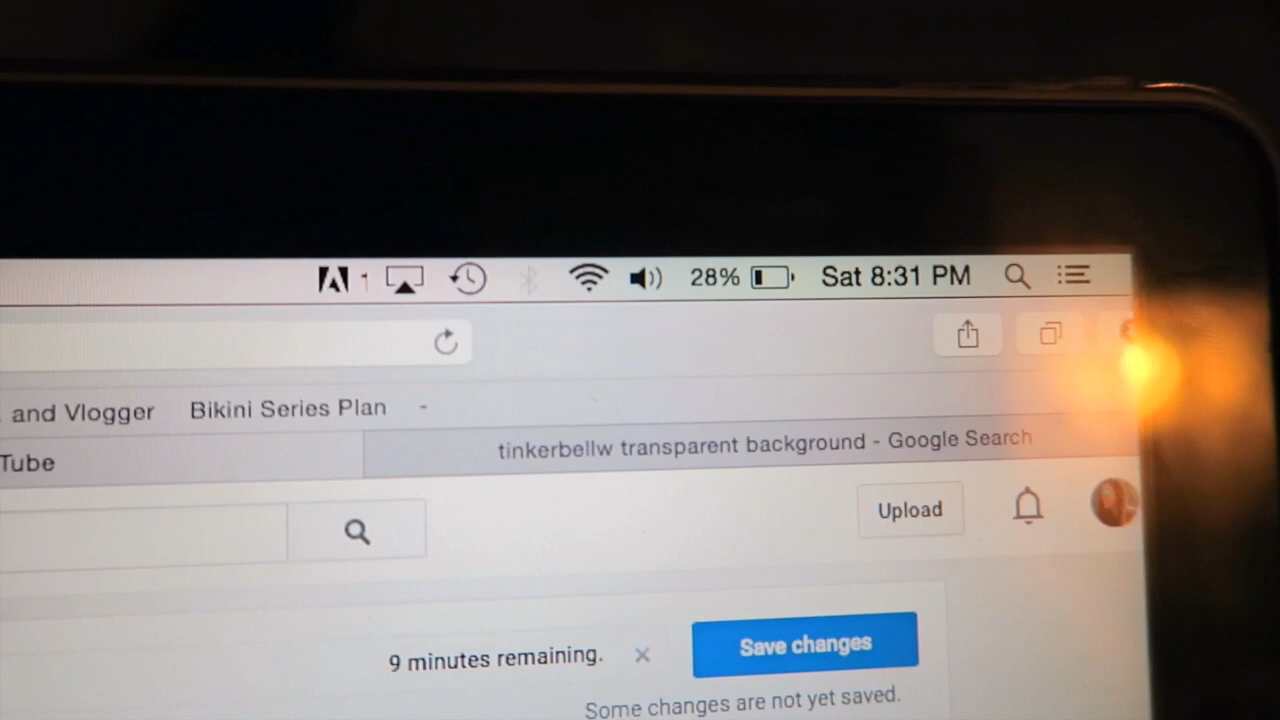 1 28% Sat 8:31 PM
and Vlogger Bikini Series Plan -
Tube tinkerbellw transparent background - Google Search
Upload
9 minutes remaining. × Save changes
Some changes are not yet saved.